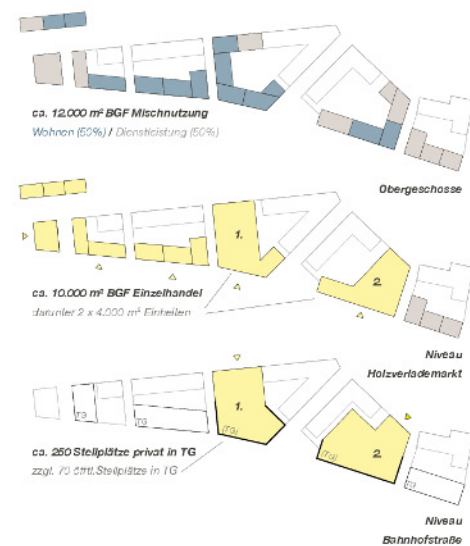 ca. 12.000 m² BGF Mischnutzung
Wohnen (50%) / Dienstleistung (50%)
Obergeschosse
1.
2.
ca. 10.000 m² BGF Einzelhandel
darunter 2 x 4.000 m² Einheiten
Niveau
Holzverlademarkt
TG
TG
1.
(TG)
2.
(TG)
TG
ca. 250 Stellplätze privat in TG
zzgl. 70 öfftl. Stellplätze in TG
Niveau
Bahnhofstraße